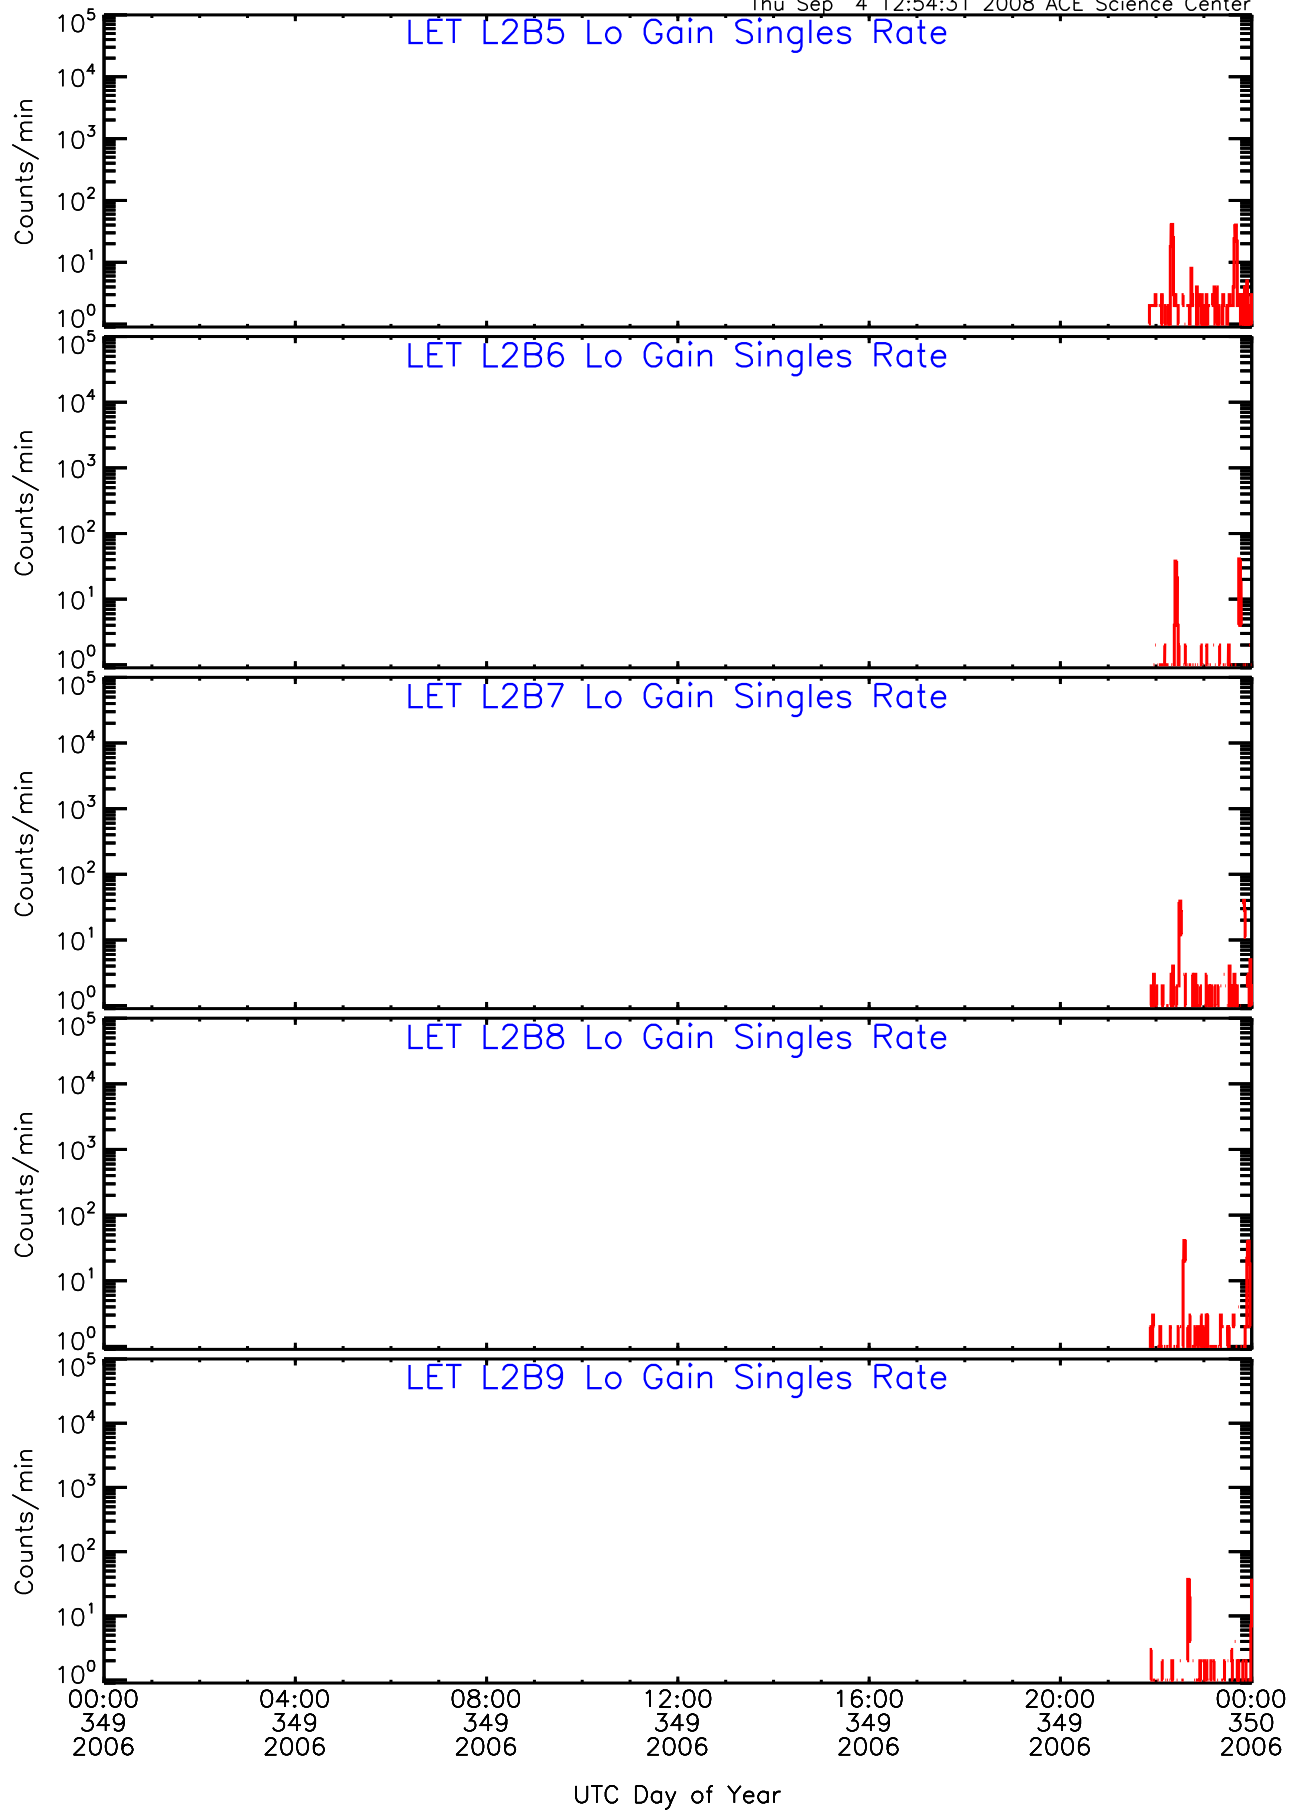 Thu Sep 4 12:54:31 2008 ACE Science Center
LET L2B5 Lo Gain Singles Rate
10^5
10^4
10^3
10^2
10^1
10^0
Counts/min
LET L2B6 Lo Gain Singles Rate
10^5
10^4
10^3
10^2
10^1
10^0
Counts/min
LET L2B7 Lo Gain Singles Rate
10^5
10^4
10^3
10^2
10^1
10^0
Counts/min
LET L2B8 Lo Gain Singles Rate
10^5
10^4
10^3
10^2
10^1
10^0
Counts/min
LET L2B9 Lo Gain Singles Rate
10^5
10^4
10^3
10^2
10^1
10^0
Counts/min
00:00 04:00 08:00 12:00 16:00 20:00 00:00
349 349 349 349 349 349 350
2006 2006 2006 2006 2006 2006 2006
UTC Day of Year